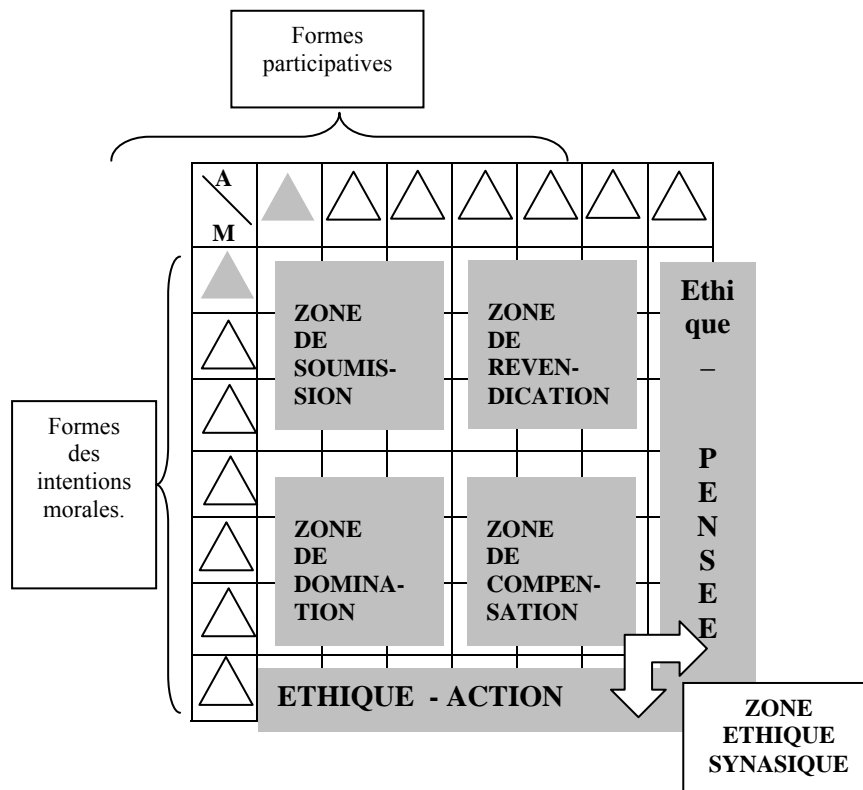 Formes
participatives
A
M
ZONE
DE
SOUMIS-
SION
ZONE
DE
REVEN-
DICATION
Ethi
que
–
P
E
N
S
E
E
Formes
des
intentions
morales.
ZONE
DE
DOMINA-
TION
ZONE
DE
COMPEN-
SATION
ETHIQUE - ACTION
ZONE
ETHIQUE
SYNASIQUE